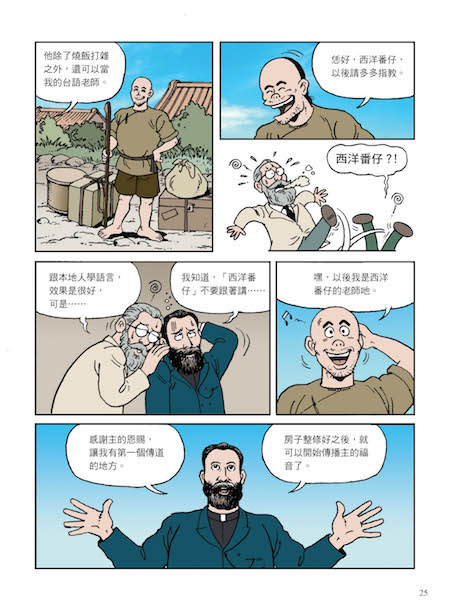 他除了燒飯打雜
之外，還可以當
我的台語老師。
恁好，西洋番仔，
以後請多多指教。
西洋番仔?!
跟本地人學語言，
效果是很好，
可是……
我知道，「西洋番
仔」不要跟著講……
嘿，以後我是西洋
番仔的老師吔。
感謝主的恩賜，
讓我有第一個傳道
的地方。
房子整修好之後，就
可以開始傳播主的福
音了。
25